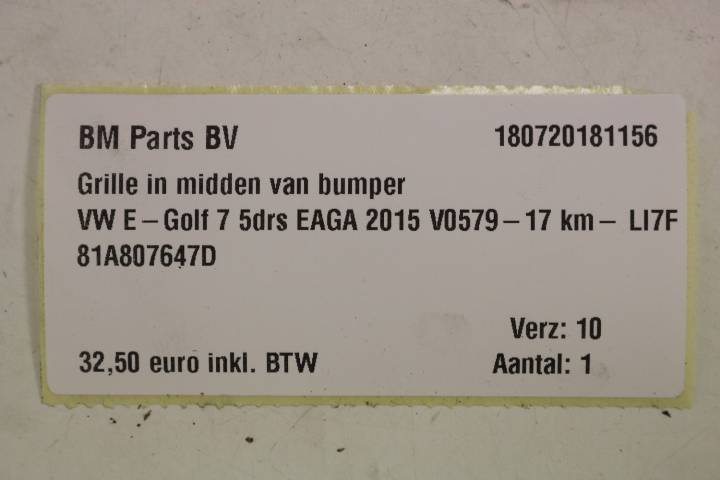 BM Parts BV 180720181156
Grille in midden van bumper
VW E-Golf 7 5drs EAGA 2015 V0579-17 km- LI7F
81A807647D
Verz: 10
32,50 euro inkl. BTW Aantal: 1